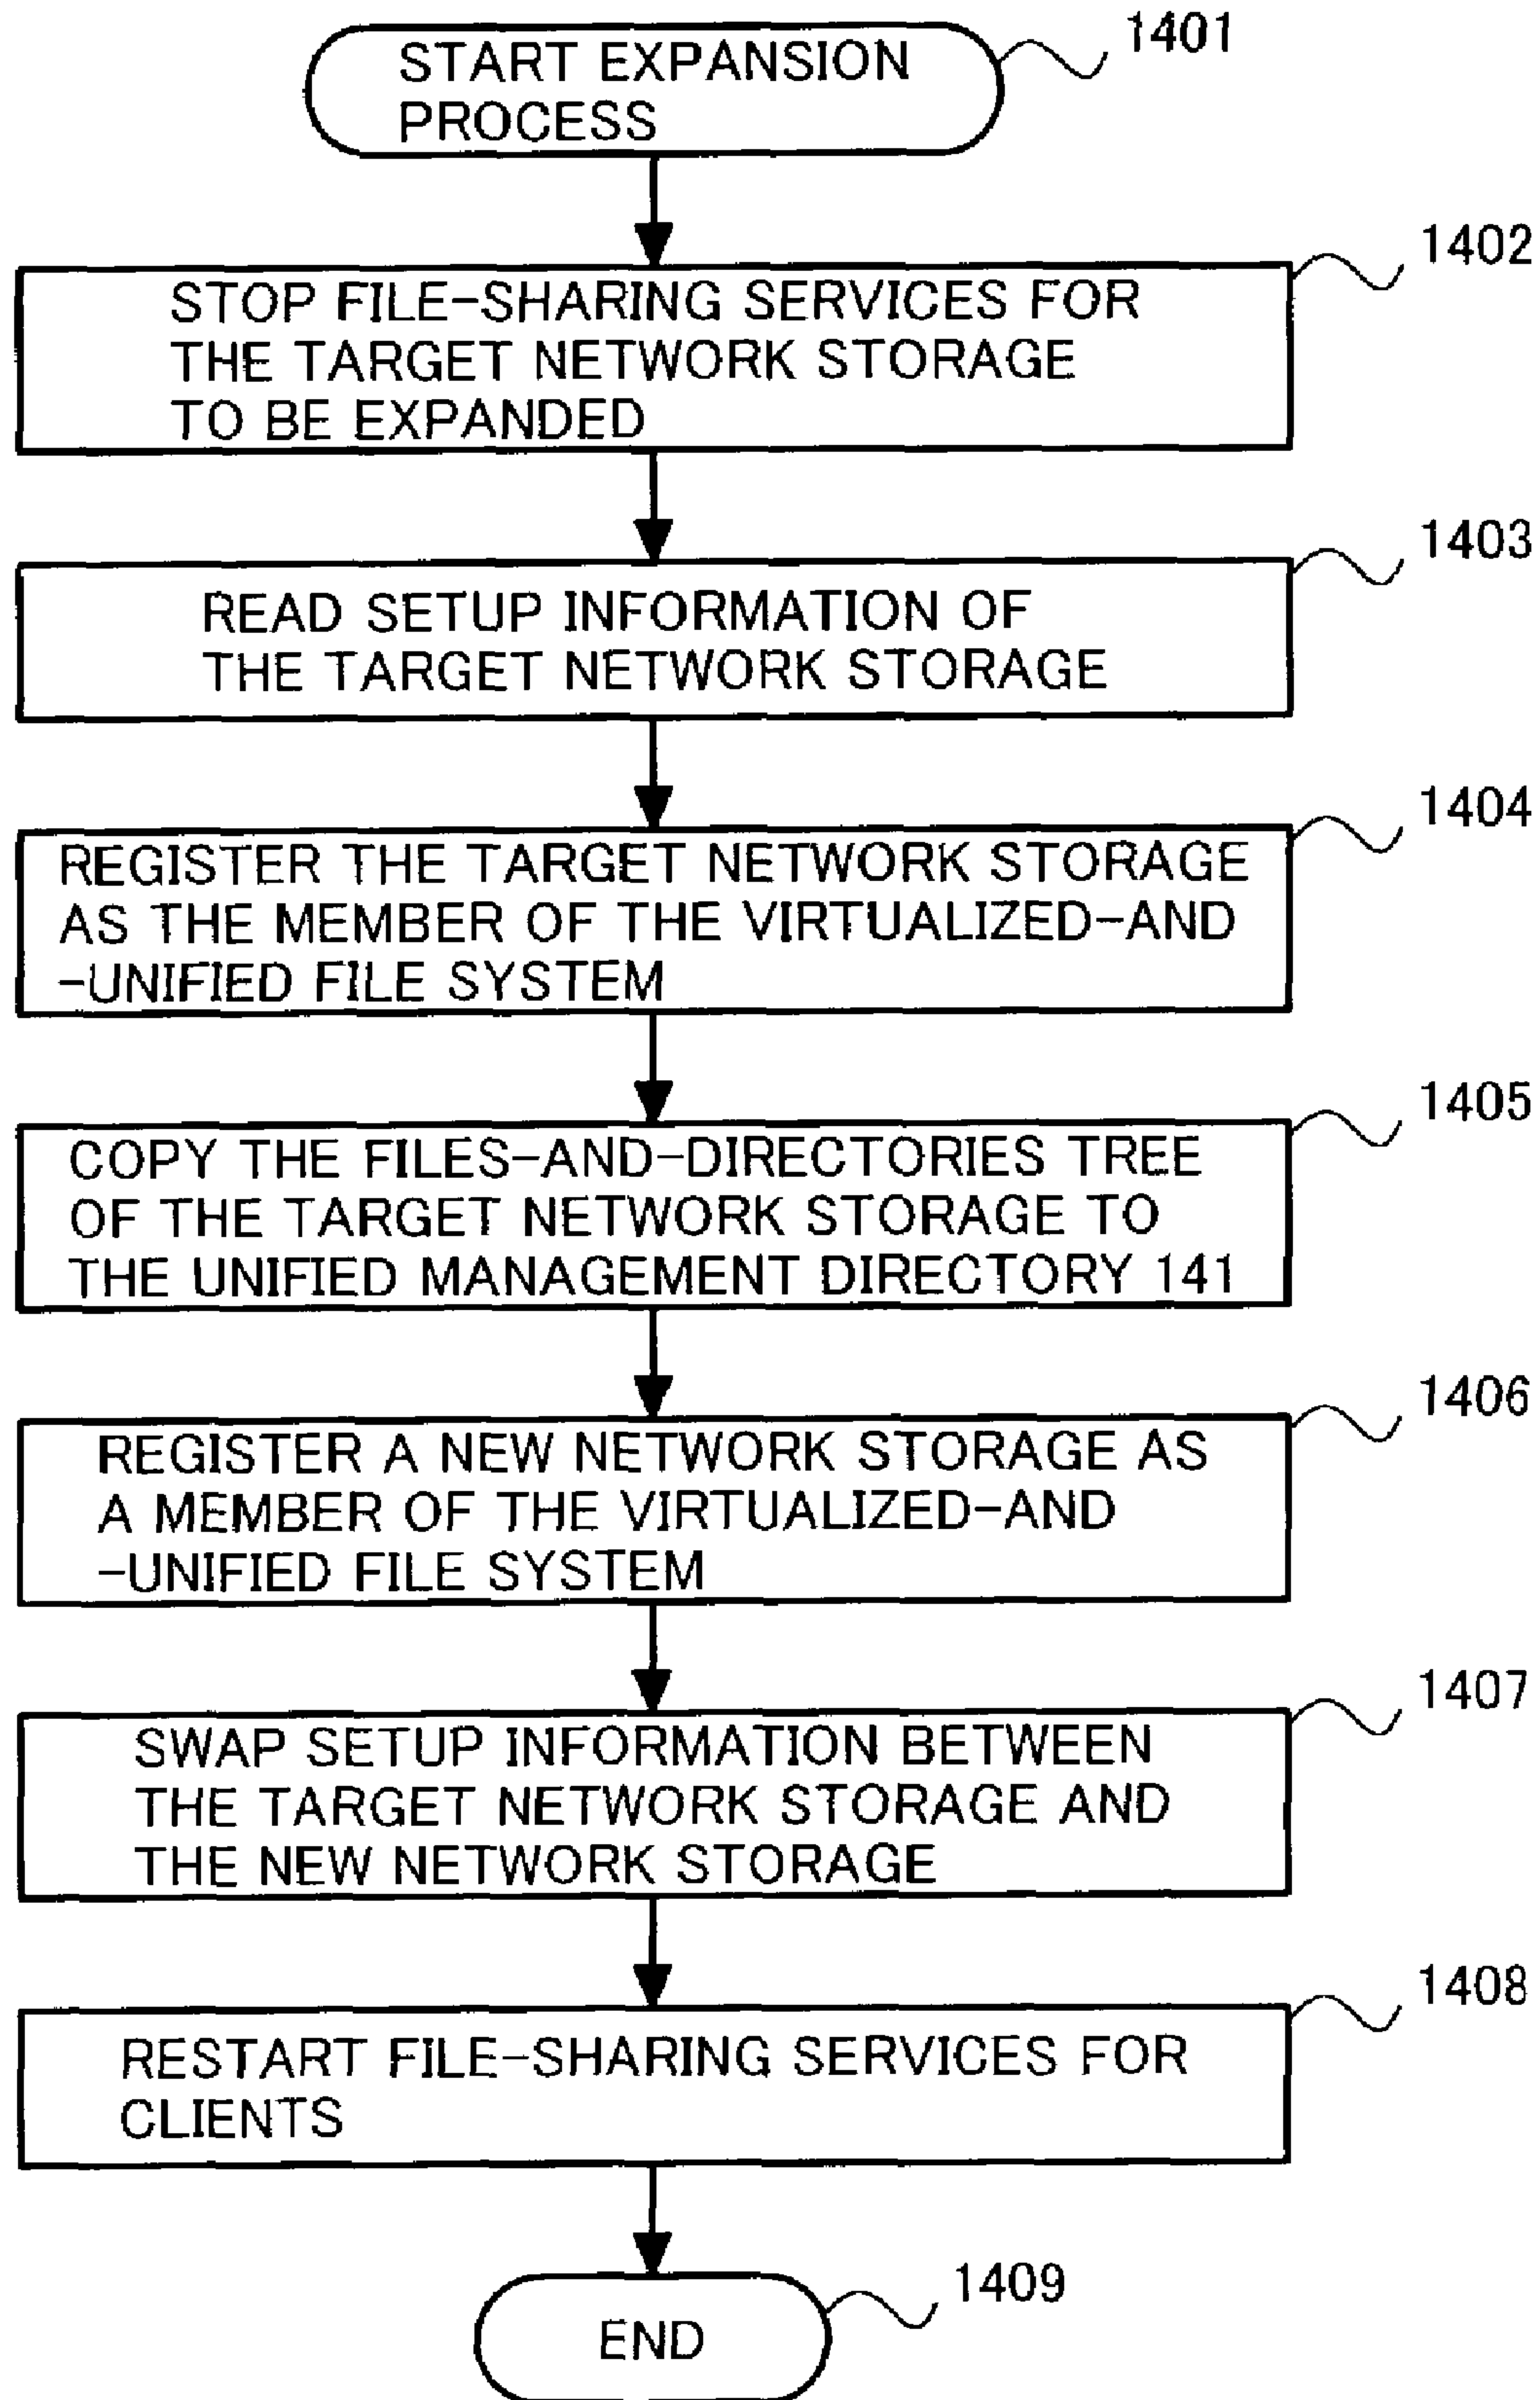 START EXPANSION
PROCESS
1401
STOP FILE-SHARING SERVICES FOR
THE TARGET NETWORK STORAGE
TO BE EXPANDED
1402
READ SETUP INFORMATION OF
THE TARGET NETWORK STORAGE
1403
REGISTER THE TARGET NETWORK STORAGE
AS THE MEMBER OF THE VIRTUALIZED-AND
-UNIFIED FILE SYSTEM
1404
COPY THE FILES-AND-DIRECTORIES TREE
OF THE TARGET NETWORK STORAGE TO
THE UNIFIED MANAGEMENT DIRECTORY 141
1405
REGISTER A NEW NETWORK STORAGE AS
A MEMBER OF THE VIRTUALIZED-AND
-UNIFIED FILE SYSTEM
1406
SWAP SETUP INFORMATION BETWEEN
THE TARGET NETWORK STORAGE AND
THE NEW NETWORK STORAGE
1407
RESTART FILE-SHARING SERVICES FOR
CLIENTS
1408
END
1409